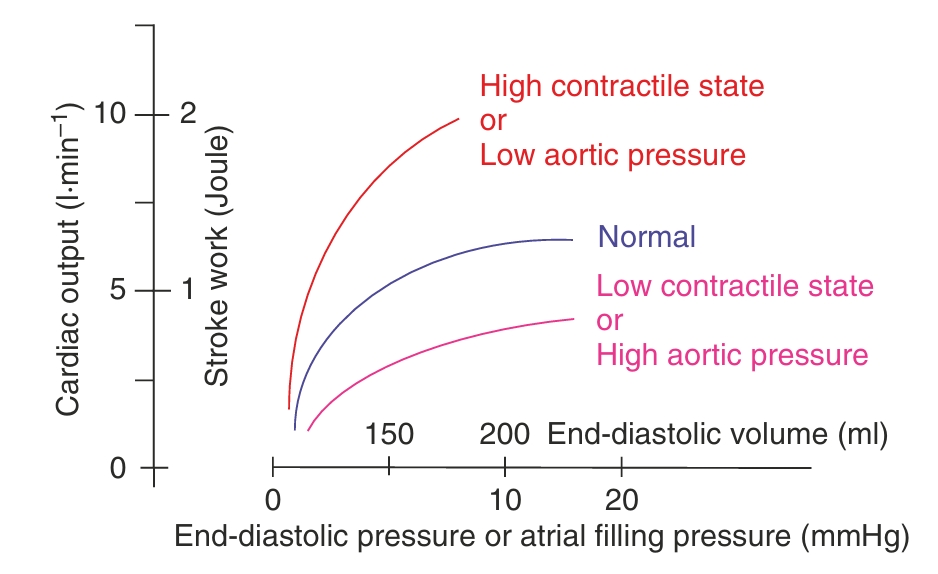 High contractile state
or
Low aortic pressure
Normal
Low contractile state
or
High aortic pressure
Cardiac output (l·min⁻¹)
10
5
0
Stroke work (Joule)
2
1
150 200 End-diastolic volume (ml)
0 10 20
End-diastolic pressure or atrial filling pressure (mmHg)